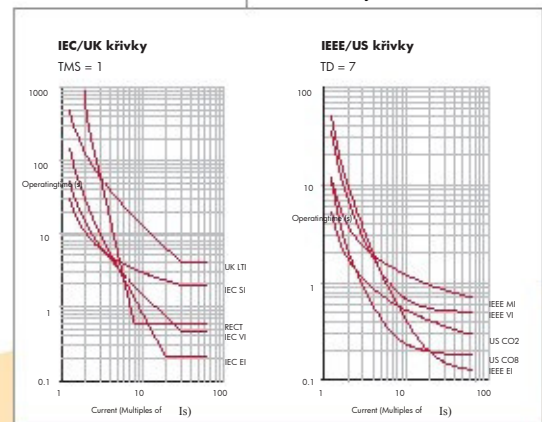 IEC/UK křivky
TMS = 1
1000
100
Operatingtime (s)
10
1
0.1
1
10
100
Current (Multiples of Is)
UK LTI
IEC SI
RECT
IEC VI
IEC EI
IEEE/US křivky
TD = 7
100
10
Operatingtime (s)
1
0.1
1
10
100
Current (Multiples of Is)
IEEE MI
IEEE VI
US CO2
US CO8
IEEE EI